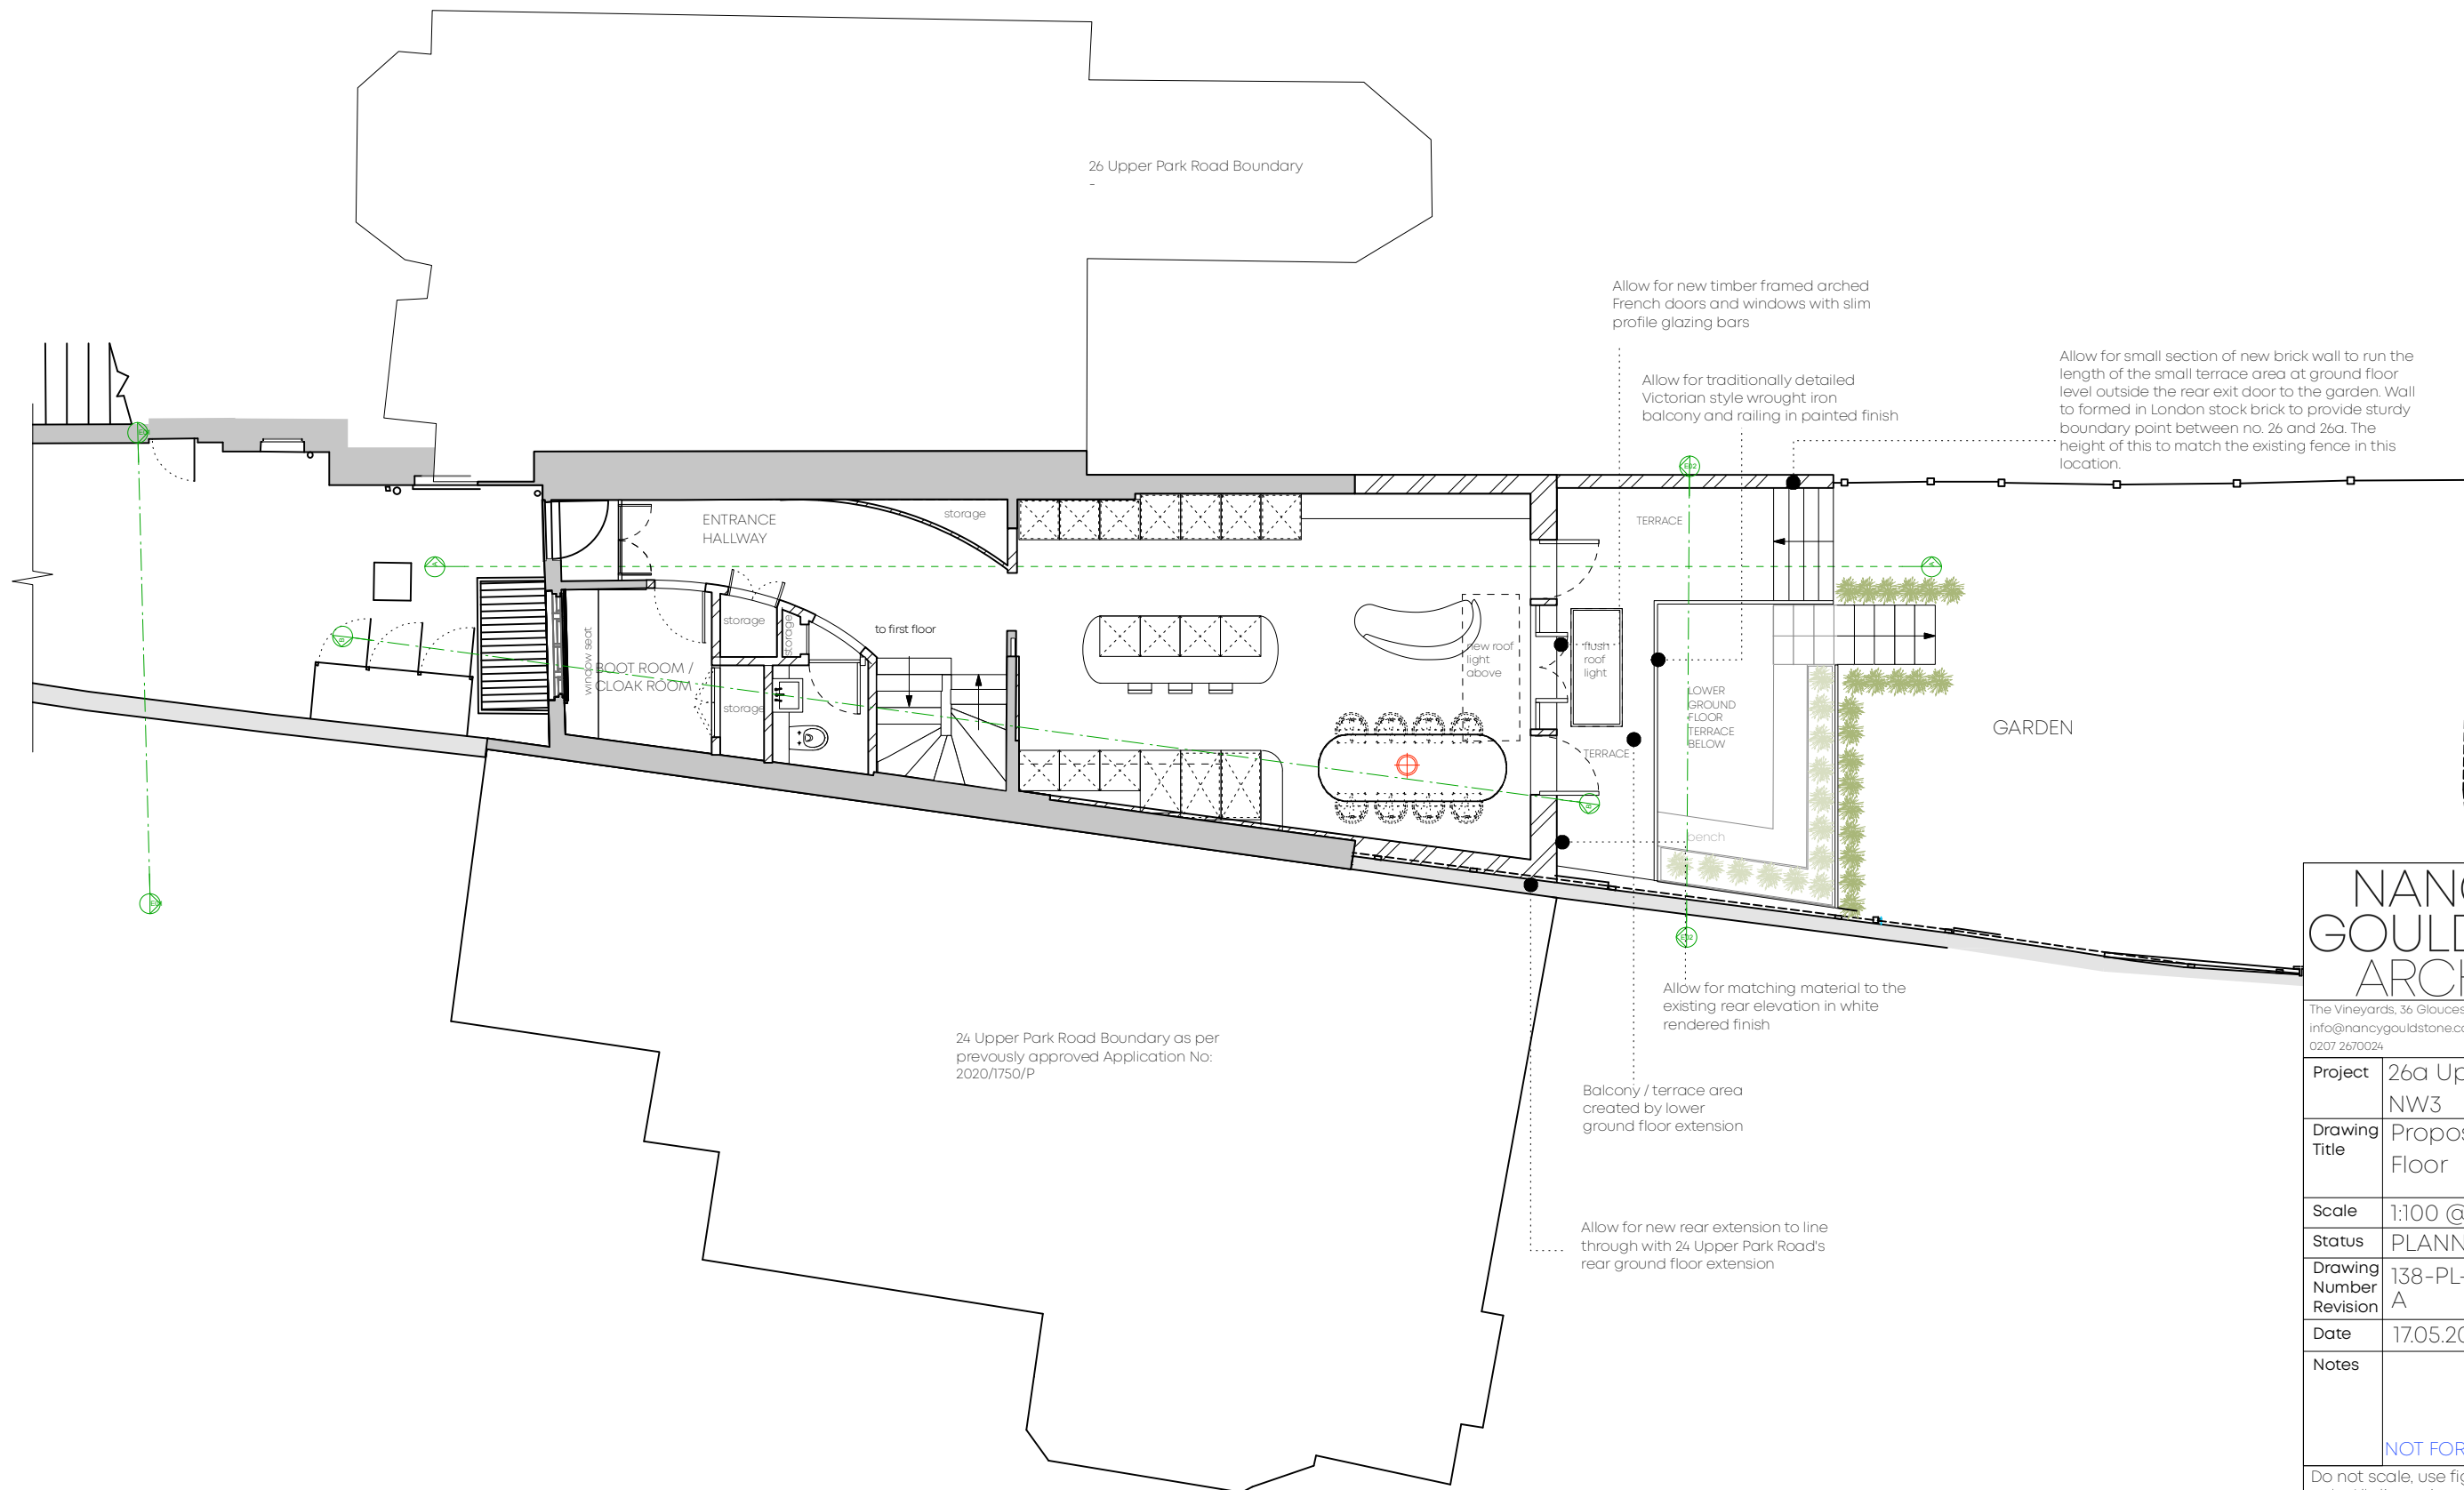 26 Upper Park Road Boundary
-
Allow for new timber framed arched
French doors and windows with slim
profile glazing bars
Allow for traditionally detailed
Victorian style wrought iron
balcony and railing in painted finish
Allow for small section of new brick wall to run the
length of the small terrace area at ground floor
level outside the rear exit door to the garden. Wall
to formed in London stock brick to provide sturdy
boundary point between no. 26 and 26a. The
height of this to match the existing fence in this
location.
ENTRANCE
HALLWAY
storage
TERRACE
storage
storage
to first floor
window seat
BOOT ROOM /
CLOAK ROOM
storage
new roof
light
above
flush
roof
light
LOWER
GROUND
FLOOR
TERRACE
BELOW
TERRACE
bench
GARDEN
A
A
B
B
E02
E02
Allow for matching material to the
existing rear elevation in white
rendered finish
24 Upper Park Road Boundary as per
prevously approved Application No:
2020/1750/P
Balcony / terrace area
created by lower
ground floor extension
Allow for new rear extension to line
through with 24 Upper Park Road's
rear ground floor extension
NANC
GOULD
ARCH
The Vineyards, 36 Glouces
info@nancygouldstone.co
0207 2670024
Project 26a Up
NW3
Drawing Title Propos
Floor
Scale 1:100 @
Status PLANN
Drawing Number Revision 138-PL-
A
Date 17.05.20
Notes
NOT FOR
Do not scale, use fig